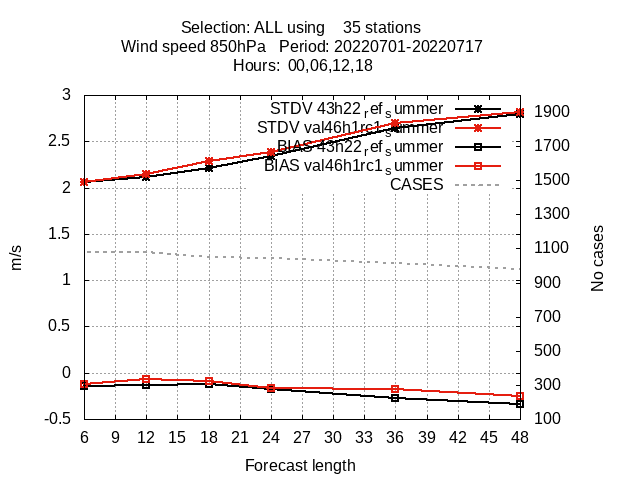 Selection: ALL using 35 stations
Wind speed 850hPa Period: 20220701-20220717
Hours: 00,06,12,18
STDV 43h22_ref_summer
STDV val46h1rc1_summer
BIAS 43h22_ref_summer
BIAS val46h1rc1_summer
CASES
3
2.5
2
1.5
1
0.5
0
-0.5
m/s
1900
1700
1500
1300
1100
900
700
500
300
100
No cases
6 9 12 15 18 21 24 27 30 33 36 39 42 45 48
Forecast length